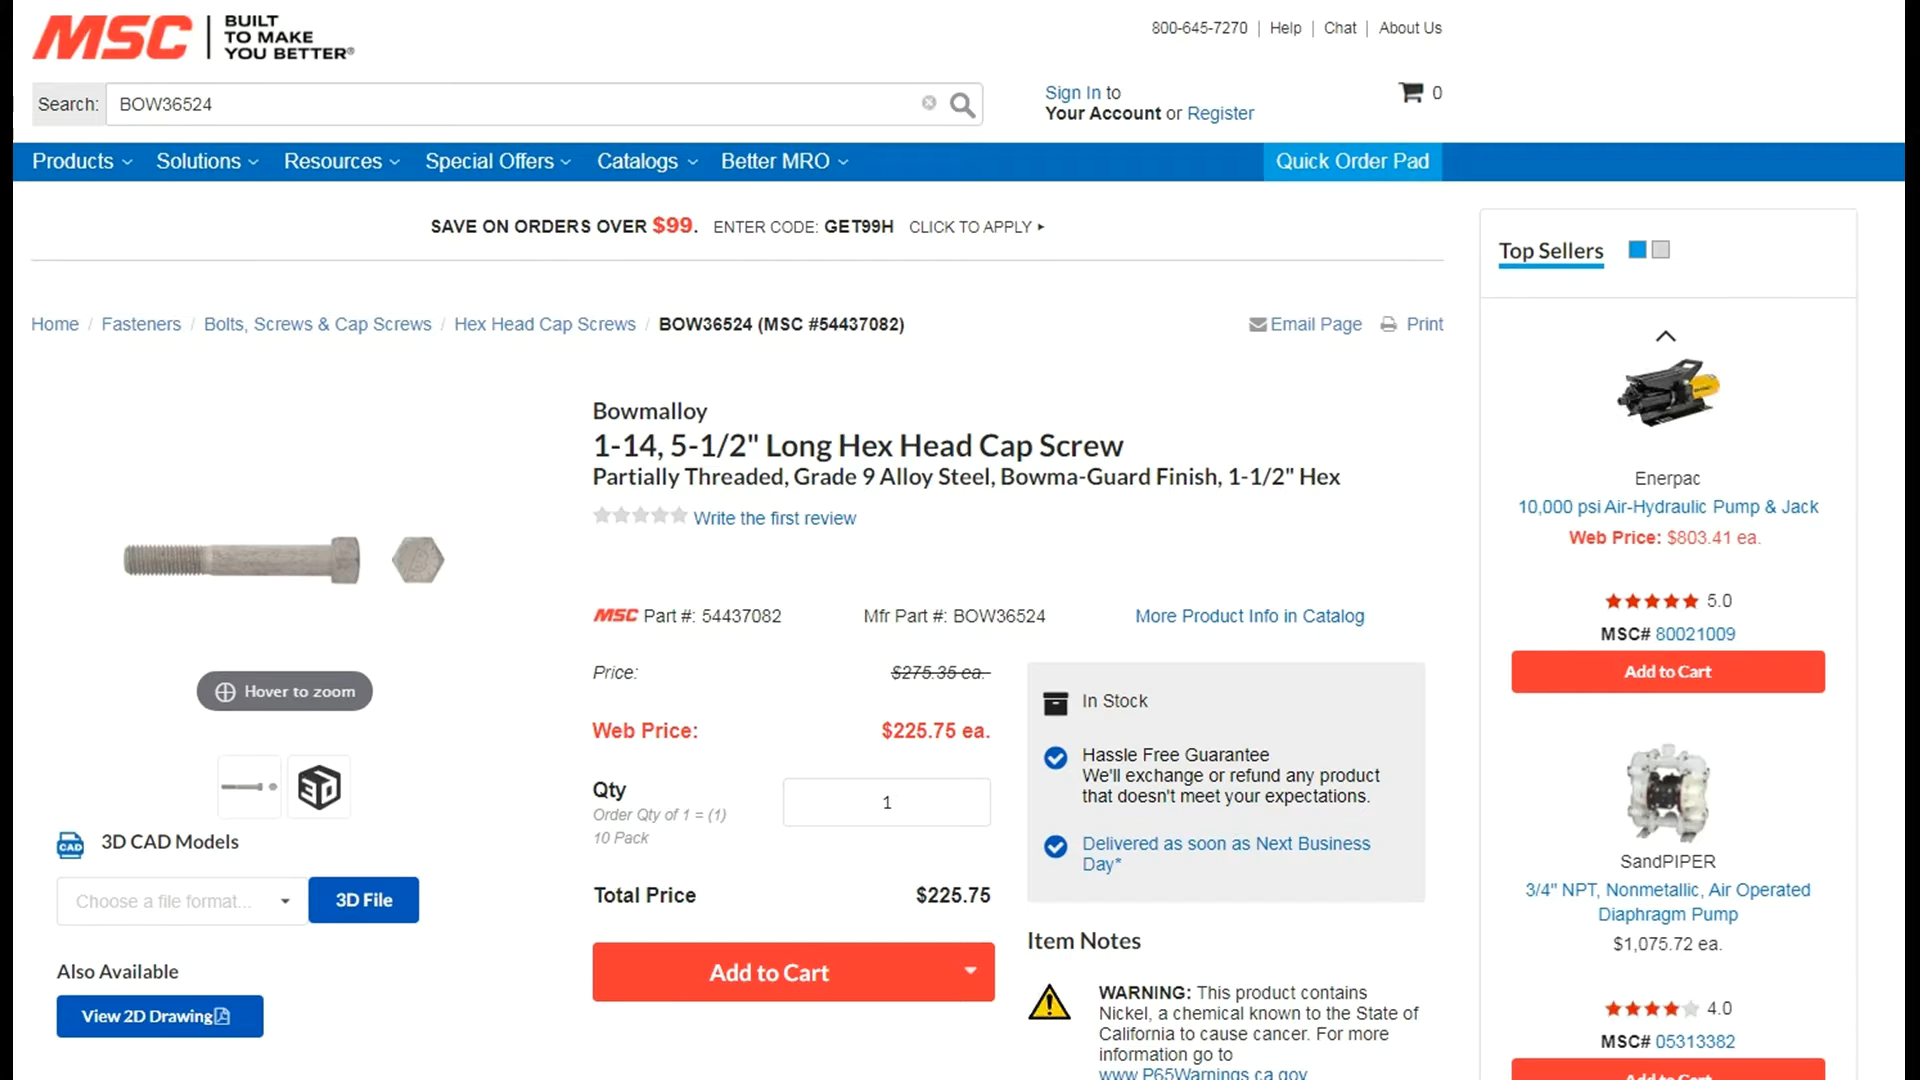 MSC
BUILT
TO MAKE
YOU BETTER®
800-645-7270 | Help | Chat | About Us
Search: BOW36524
Sign In to
Your Account or Register
0
Products Solutions Resources Special Offers Catalogs Better MRO Quick Order Pad
SAVE ON ORDERS OVER $99. ENTER CODE: GET99H CLICK TO APPLY ▸
Home / Fasteners / Bolts, Screws & Cap Screws / Hex Head Cap Screws / BOW36524 (MSC #54437082)
Email Page Print
Bowmalloy
1-14, 5-1/2" Long Hex Head Cap Screw
Partially Threaded, Grade 9 Alloy Steel, Bowma-Guard Finish, 1-1/2" Hex
Write the first review
MSC Part #: 54437082 Mfr Part #: BOW36524 More Product Info in Catalog
Price: $275.35 ea.
Web Price: $225.75 ea.
Qty 1
Order Qty of 1 = (1)
10 Pack
Total Price $225.75
Add to Cart
Hover to zoom
3D
CAD 3D CAD Models
Choose a file format... 3D File
Also Available
View 2D Drawing
In Stock
Hassle Free Guarantee
We'll exchange or refund any product
that doesn't meet your expectations.
Delivered as soon as Next Business
Day*
Item Notes
WARNING: This product contains
Nickel, a chemical known to the State of
California to cause cancer. For more
information go to
www.P65Warnings.ca.gov
Top Sellers
Enerpac
10,000 psi Air-Hydraulic Pump & Jack
Web Price: $803.41 ea.
5.0
MSC# 80021009
Add to Cart
SandPIPER
3/4" NPT, Nonmetallic, Air Operated
Diaphragm Pump
$1,075.72 ea.
4.0
MSC# 05313382
Add to Cart